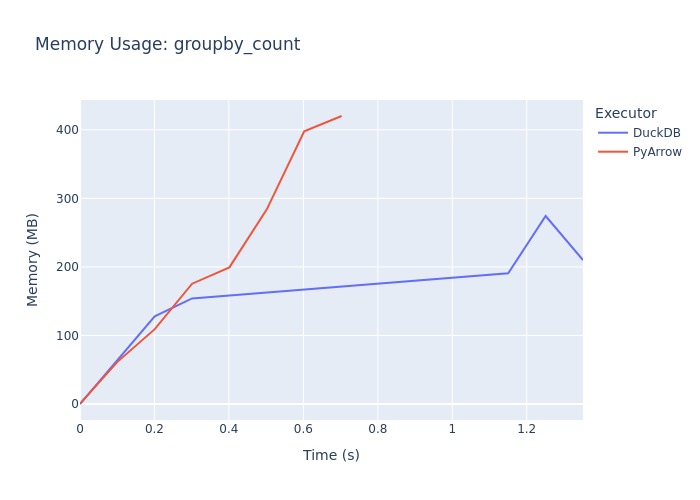 Memory Usage: groupby_count
Executor
DuckDB
PyArrow
Memory (MB)
400
300
200
100
0
0
0.2
0.4
0.6
0.8
1
1.2
Time (s)